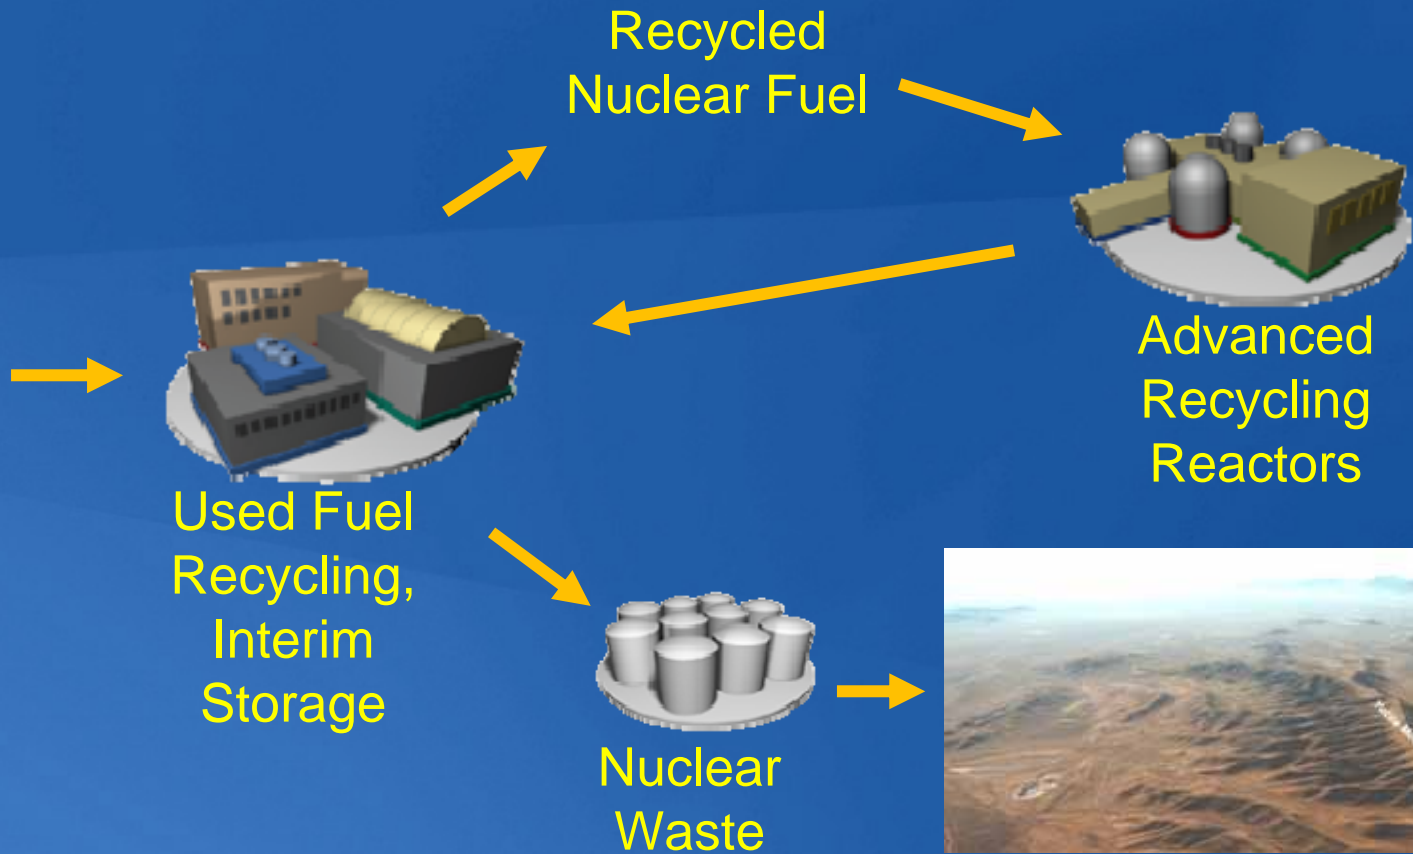 Recycled
Nuclear Fuel
Advanced
Recycling
Reactors
Used Fuel
Recycling,
Interim
Storage
Nuclear
Waste